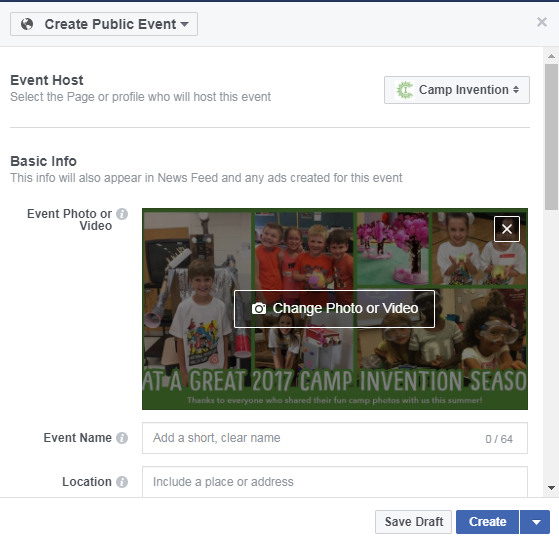 Create Public Event
Event Host
Select the Page or profile who will host this event
Camp Invention
Basic Info
This info will also appear in News Feed and any ads created for this event
Event Photo or
Video
Change Photo or Video
AT A GREAT 2017 CAMP INVENTION SEASO
Thanks to everyone who shared their fun camp photos with us this summer!
Event Name
Add a short, clear name
0 / 64
Location
Include a place or address
Save Draft
Create